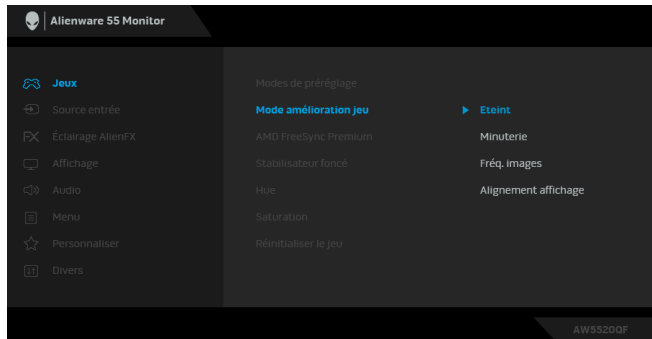 Alienware 55 Monitor
Jeux
Modes de préréglage
Source entrée
Mode amélioration jeu
Eteint
Éclairage AlienFX
AMD FreeSync Premium
Minuterie
Affichage
Stabilisateur foncé
Fréq. images
Audio
Hue
Alignement affichage
Menu
Saturation
Personnaliser
Réinitialiser le jeu
Divers
AW5520QF